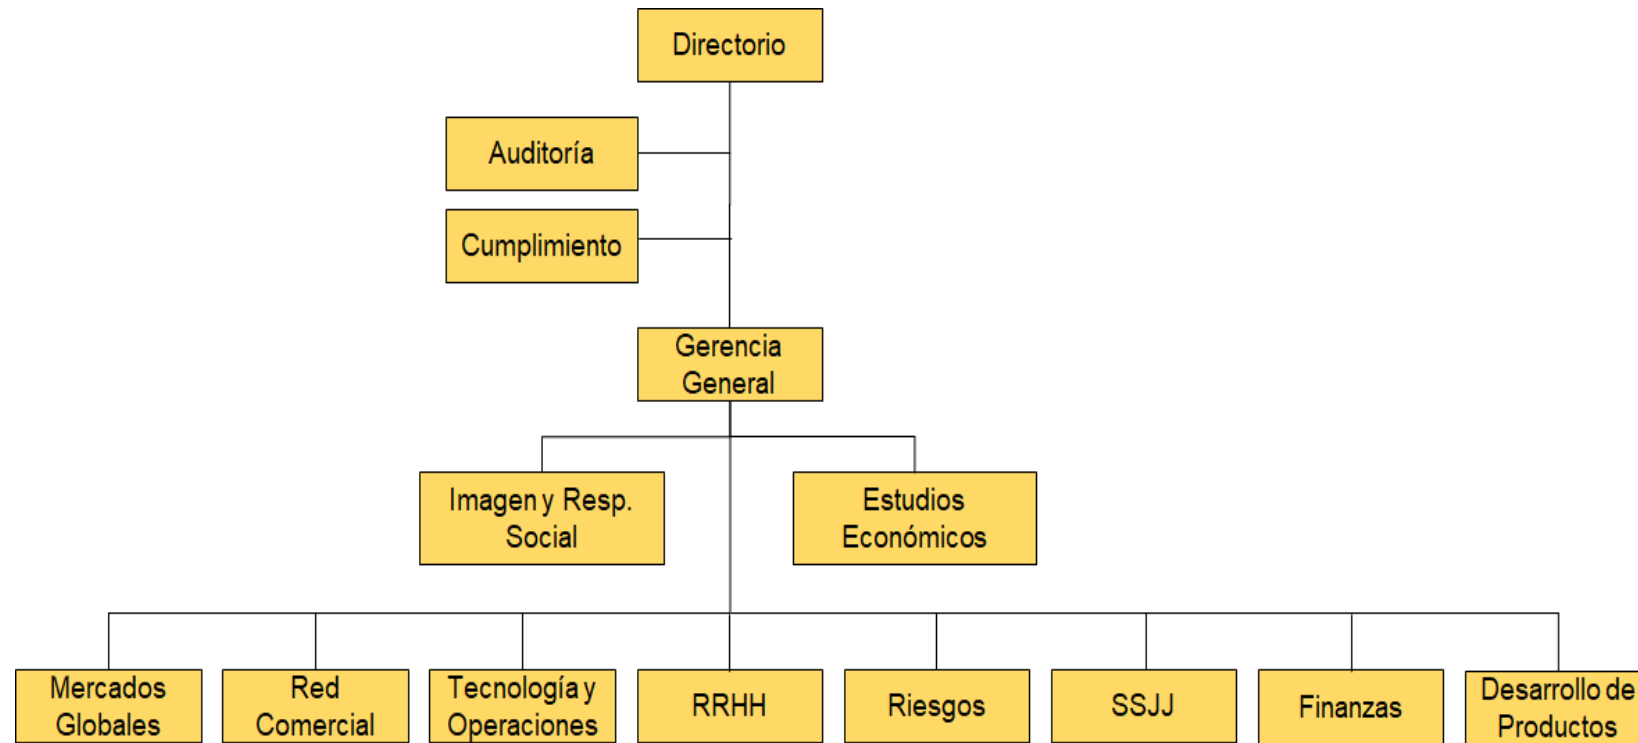 Directorio
Auditoría
Cumplimiento
Gerencia
General
Imagen y Resp.
Social
Estudios
Económicos
Mercados
Globales
Red
Comercial
Tecnología y
Operaciones
RRHH
Riesgos
SSJJ
Finanzas
Desarrollo de
Productos